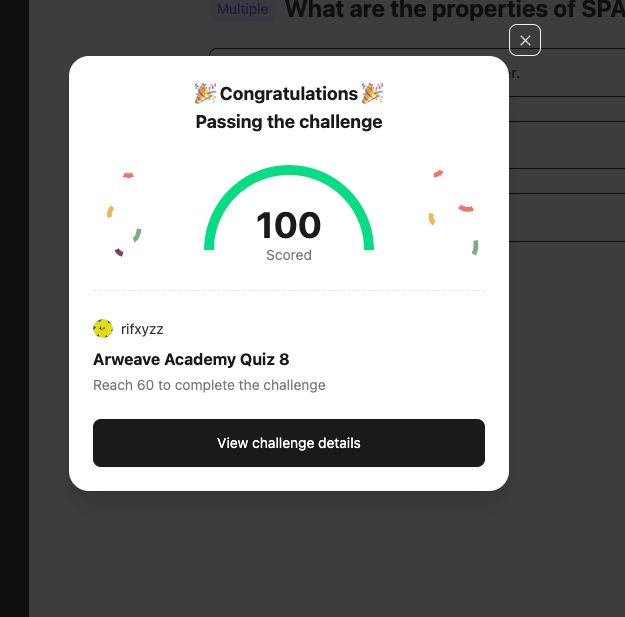 Multiple What are the properties of SPA
r.
Congratulations
Passing the challenge
100
Scored
rifxyzz
Arweave Academy Quiz 8
Reach 60 to complete the challenge
View challenge details